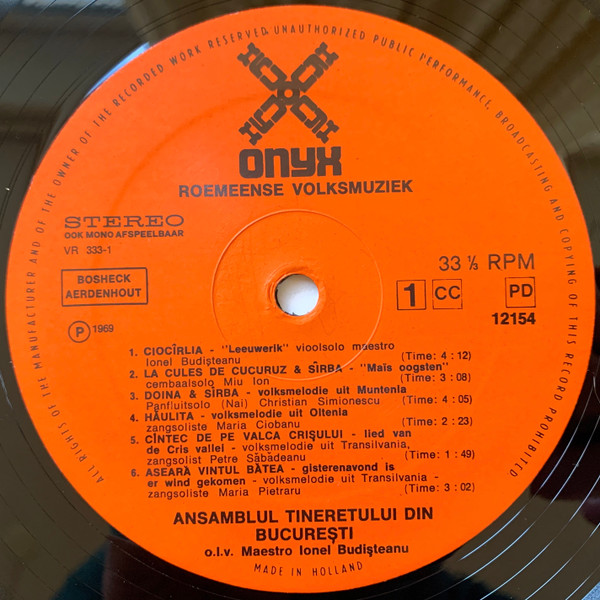 ALL RIGHTS OF THE MANUFACTURER AND OF THE OWNER OF THE RECORDED WORK RESERVED UNAUTHORIZED PUBLIC PERFORMANCE, BROADCASTING AND COPYING OF THIS RECORD PROHIBITED
ONYX
ROEMEENSE VOLKSMUZIEK
STEREO
OOK MONO AFSPEELBAAR
VR 333-1
33 ⅓ RPM
BOSHECK
AERDENHOUT
1 CC PD
12154
Ⓟ 1969
1. CIOCÎRLIA - "Leeuwerik" vioolsolo maestro
Ionel Budişteanu (Time: 4 : 12)
2. LA CULES DE CUCURUZ & SÎRBA - "Maïs oogsten"
cembaalsolo Miu Ion (Time: 3 : 08)
3. DOINA & SÎRBA - volksmelodie uit Muntenia
Panfluitsolo (Nai) Christian Simionescu (Time: 4 : 05)
4. HĂULITA - volksmelodie uit Oltenia
zangsoliste Maria Ciobanu (Time: 2 : 23)
5. CÎNTEC DE PE VALCA CRIŞULUI - lied van
de Cris vallei - volksmelodie uit Transilvania,
zangsolist Petre Săbădeanu (Time: 1 : 49)
6. ASEARĂ VINTUL BĂTEA - gisterenavond is
er wind gekomen - volksmelodie uit Transilvania -
zangsoliste Maria Pietraru (Time: 3 : 02)
ANSAMBLUL TINERETULUI DIN
BUCUREŞTI
o.l.v. Maestro Ionel Budişteanu
MADE IN HOLLAND